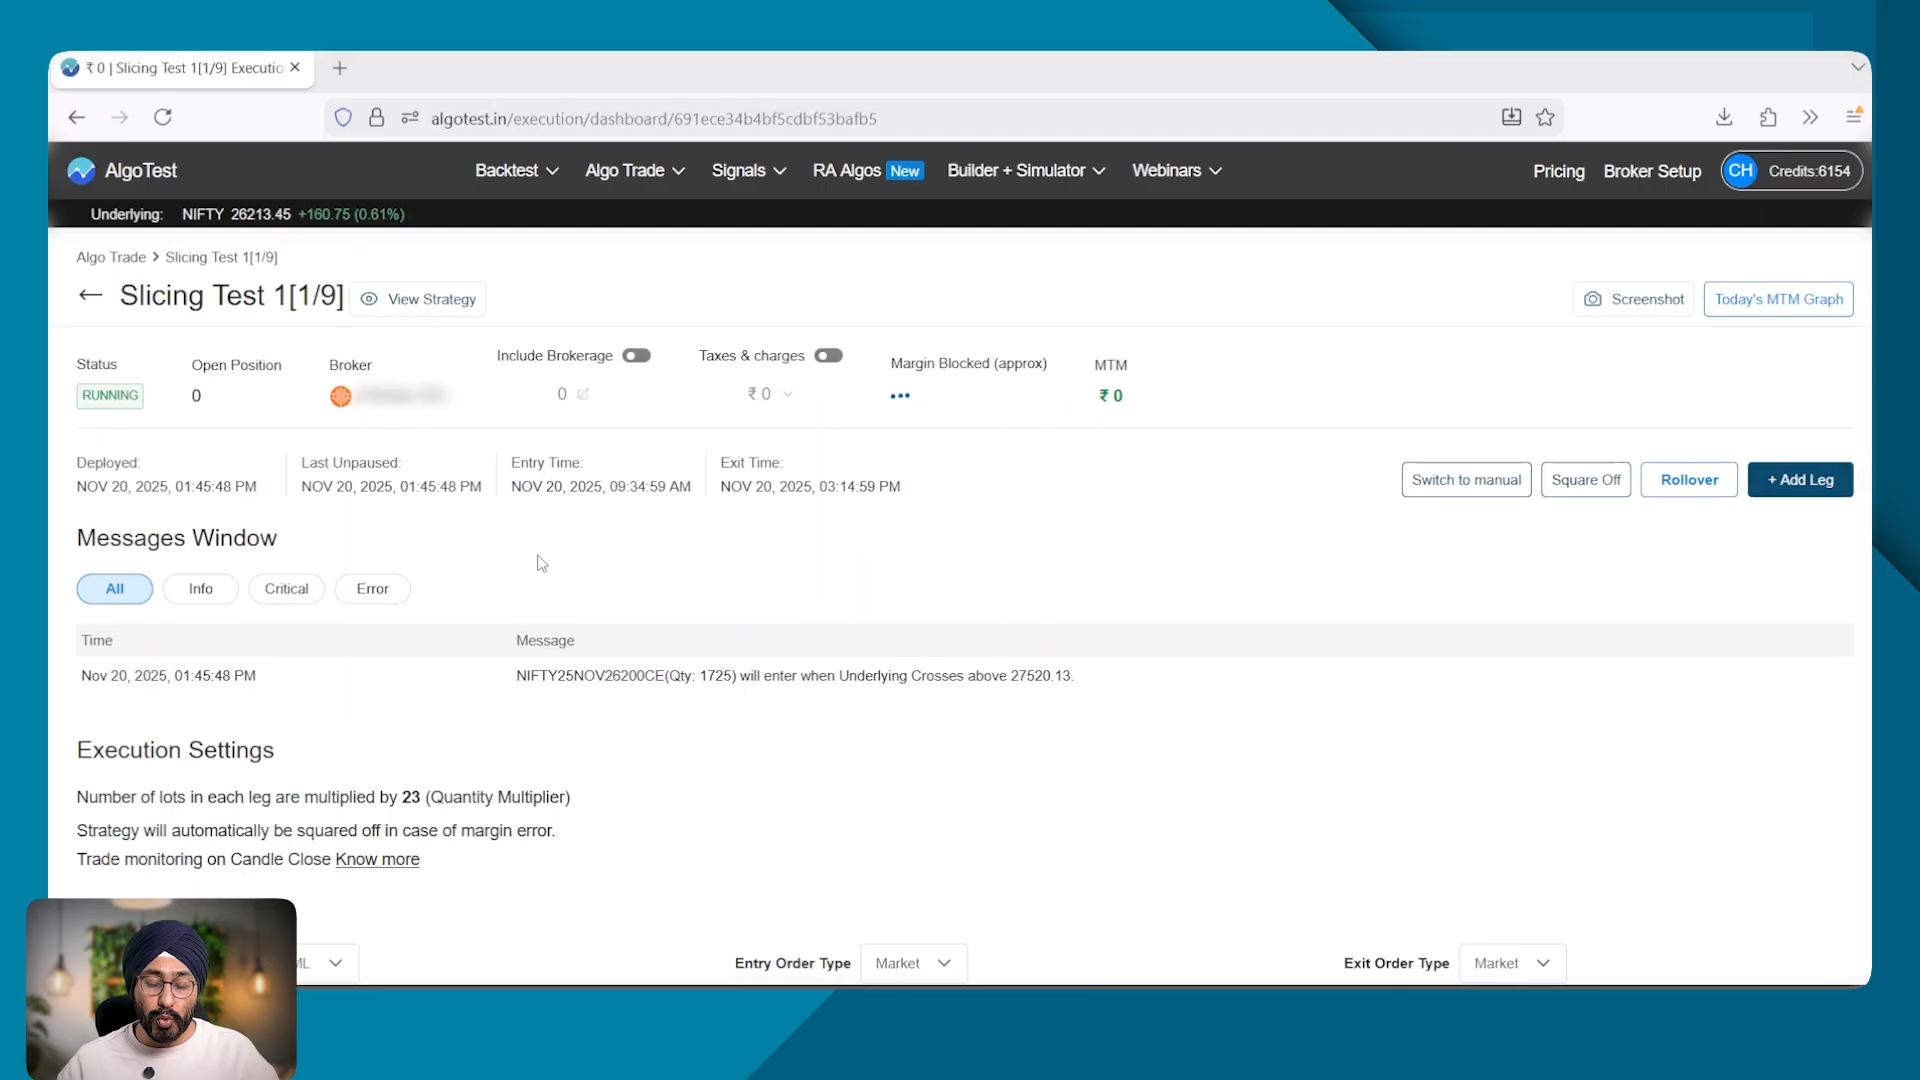 ₹ 0 | Slicing Test 1[1/9] Executio
algotest.in/execution/dashboard/691ece34b4bf5cdbf53bafb5
AlgoTest
Backtest
Algo Trade
Signals
RA Algos New
Builder + Simulator
Webinars
Pricing
Broker Setup
CH Credits:6154
Underlying: NIFTY 26213.45 +160.75 (0.61%)
Algo Trade > Slicing Test 1[1/9]
Slicing Test 1[1/9]
View Strategy
Screenshot
Today's MTM Graph
Status
RUNNING
Open Position
0
Broker
Include Brokerage
0
Taxes & charges
₹ 0
Margin Blocked (approx)
MTM
₹ 0
Deployed:
NOV 20, 2025, 01:45:48 PM
Last Unpaused:
NOV 20, 2025, 01:45:48 PM
Entry Time:
NOV 20, 2025, 09:34:59 AM
Exit Time:
NOV 20, 2025, 03:14:59 PM
Switch to manual
Square Off
Rollover
+ Add Leg
Messages Window
All
Info
Critical
Error
Time
Message
Nov 20, 2025, 01:45:48 PM
NIFTY25NOV26200CE(Qty: 1725) will enter when Underlying Crosses above 27520.13.
Execution Settings
Number of lots in each leg are multiplied by 23 (Quantity Multiplier)
Strategy will automatically be squared off in case of margin error.
Trade monitoring on Candle Close Know more
Entry Order Type
Market
Exit Order Type
Market